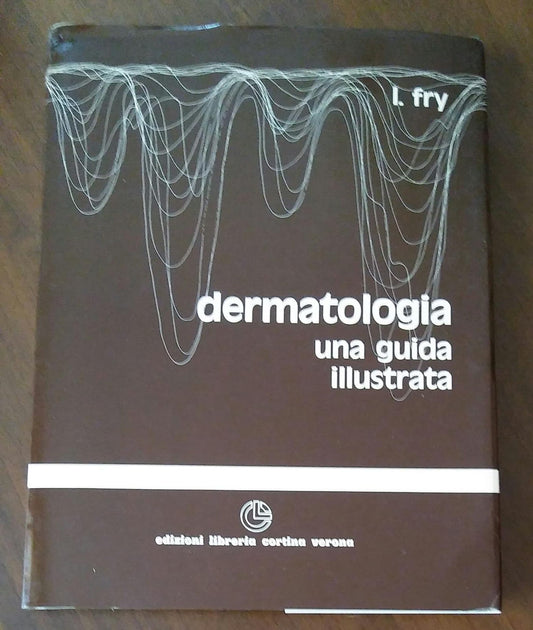 l. fry
dermatologia
una guida
illustrata
edizioni libreria cortina verona